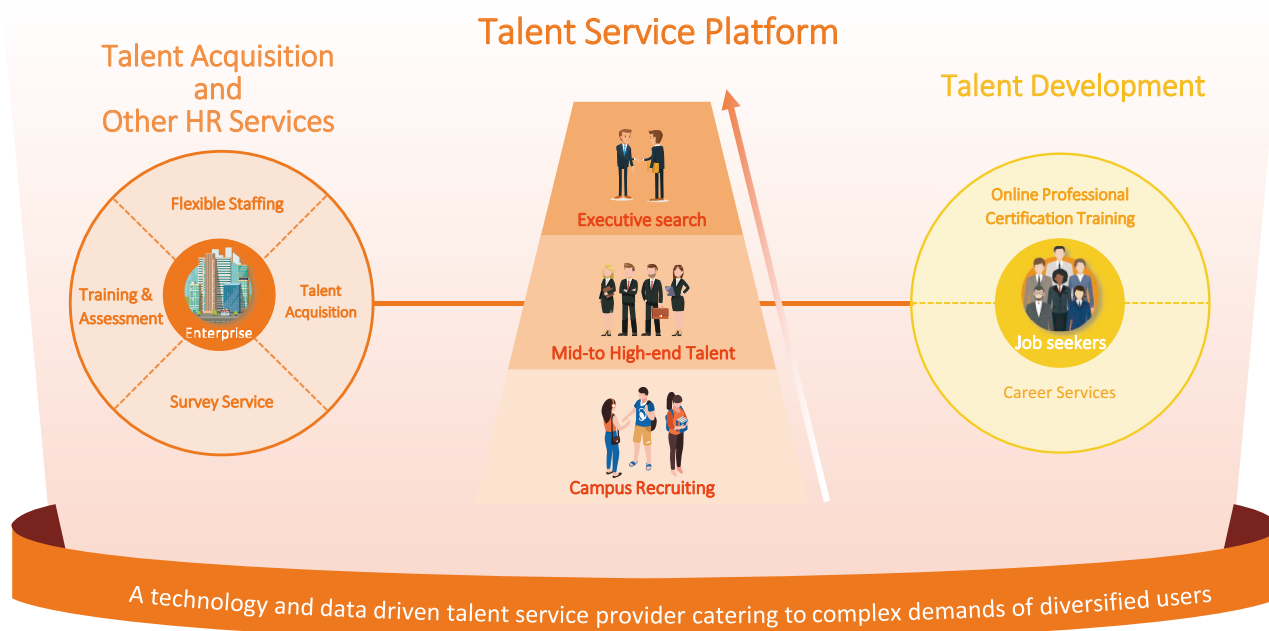 Talent Service Platform
Talent Acquisition
and
Other HR Services
Flexible Staffing
Training &
Assessment
Enterprise
Talent
Acquisition
Survey Service
Executive search
Mid-to High-end Talent
Campus Recruiting
Talent Development
Online Professional
Certification Training
Job seekers
Career Services
A technology and data driven talent service provider catering to complex demands of diversified users